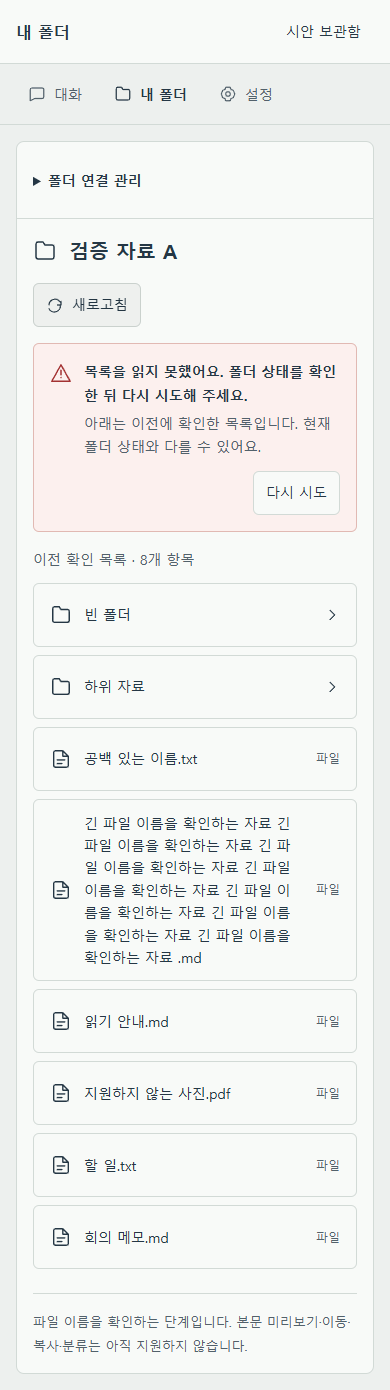 내 폴더
시안 보관함
대화
내 폴더
설정
▶ 폴더 연결 관리
검증 자료 A
새로고침
목록을 읽지 못했어요. 폴더 상태를 확인
한 뒤 다시 시도해 주세요.
아래는 이전에 확인한 목록입니다. 현재
폴더 상태와 다를 수 있어요.
다시 시도
이전 확인 목록 · 8개 항목
빈 폴더
하위 자료
공백 있는 이름.txt
파일
긴 파일 이름을 확인하는 자료 긴
파일 이름을 확인하는 자료 긴 파
일 이름을 확인하는 자료 긴 파일
이름을 확인하는 자료 긴 파일 이
름을 확인하는 자료 긴 파일 이름
을 확인하는 자료 긴 파일 이름을
확인하는 자료 .md
파일
읽기 안내.md
파일
지원하지 않는 사진.pdf
파일
할 일.txt
파일
회의 메모.md
파일
파일 이름을 확인하는 단계입니다. 본문 미리보기·이동·
복사·분류는 아직 지원하지 않습니다.